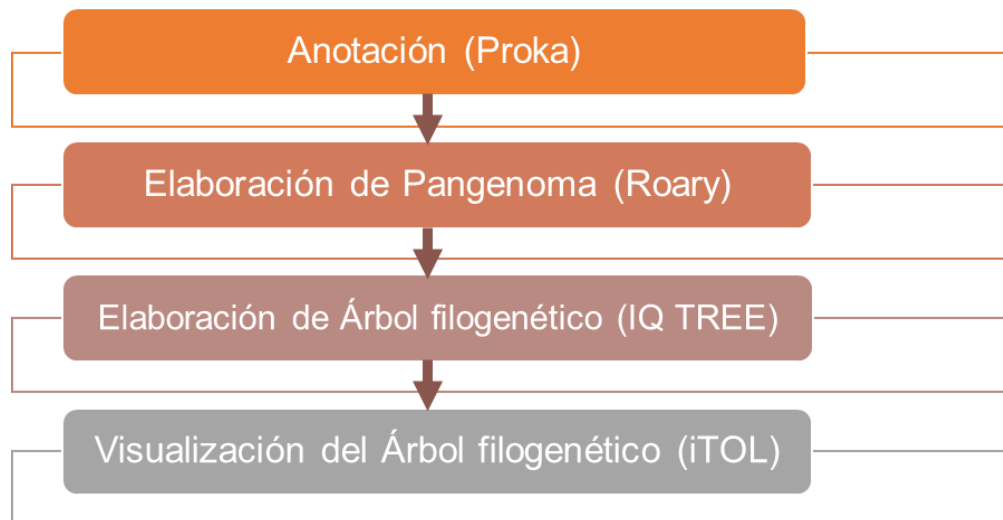 Anotación (Proka)
Elaboración de Pangenoma (Roary)
Elaboración de Árbol filogenético (IQ TREE)
Visualización del Árbol filogenético (iTOL)